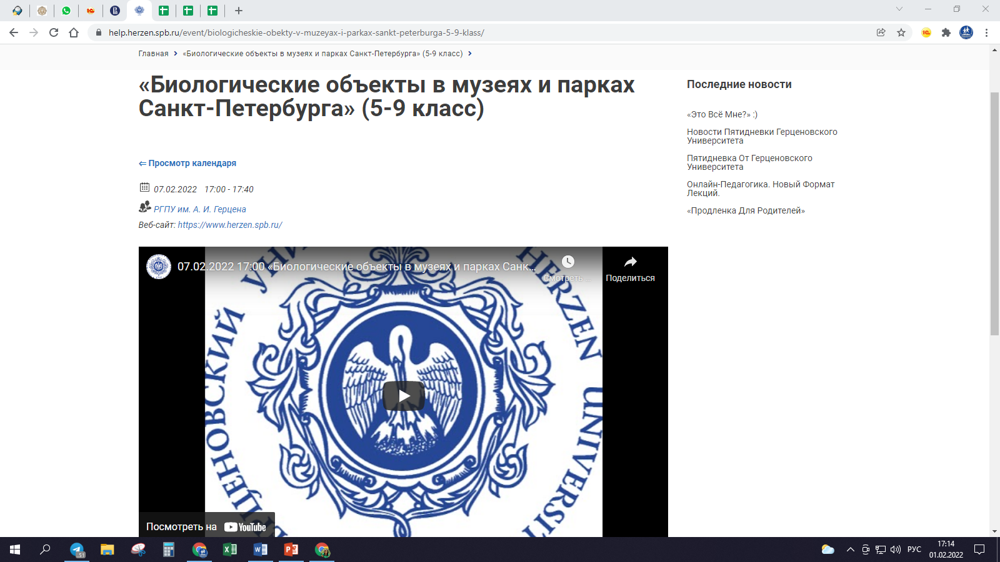 help.herzen.spb.ru/event/biologicheskie-obekty-v-muzeyax-i-parkax-sankt-peterburga-5-9-klass/
Главная > «Биологические объекты в музеях и парках Санкт-Петербурга» (5-9 класс) >
«Биологические объекты в музеях и парках
Санкт-Петербурга» (5-9 класс)
⇐ Просмотр календаря
07.02.2022 17:00 - 17:40
РГПУ им. А. И. Герцена
Веб-сайт: https://www.herzen.spb.ru/
07.02.2022 17:00 «Биологические объекты в музеях и парках Санк...
Смотреть ...
Поделиться
HERZEN UNIVERSIT
Посмотреть на YouTube
Последние новости
«Это Всё Мне?» :)
Новости Пятидневки Герценовского
Университета
Пятидневка От Герценовского
Университета
Онлайн-Педагогика. Новый Формат
Лекций.
«Продленка Для Родителей»
51
РУС
17:14
01.02.2022